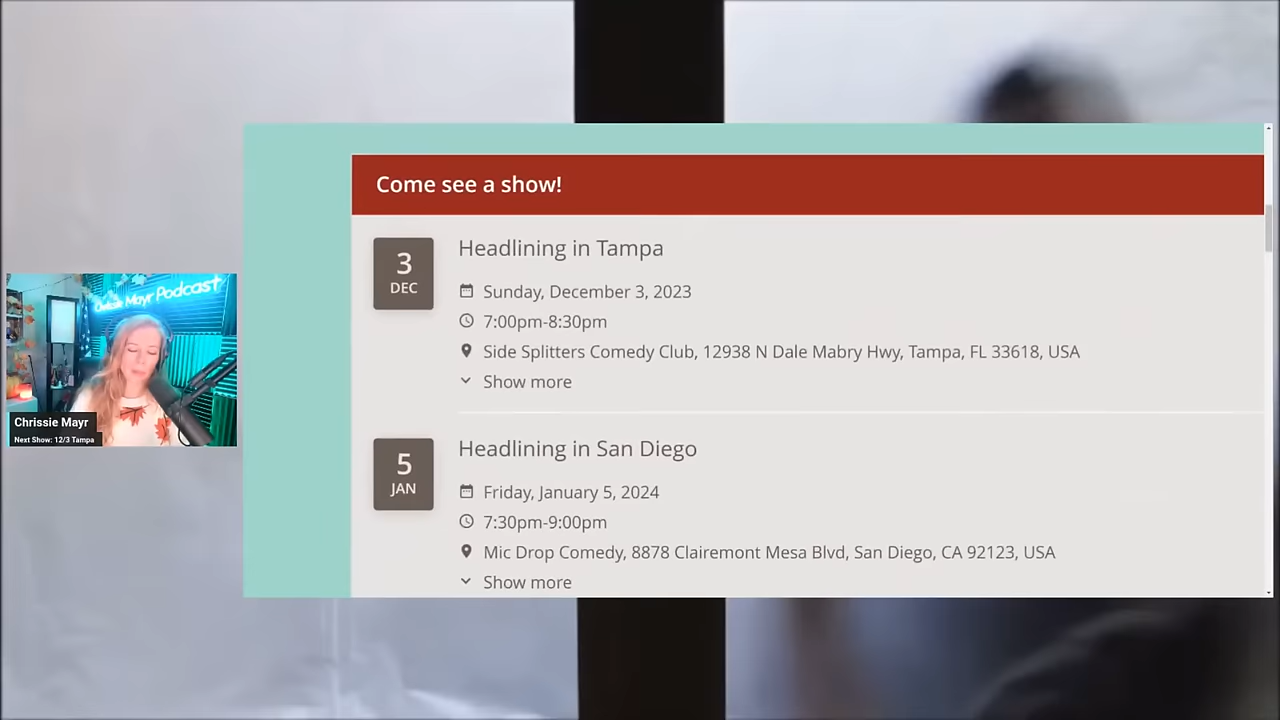 Come see a show!
3
DEC
Headlining in Tampa
Sunday, December 3, 2023
7:00pm-8:30pm
Side Splitters Comedy Club, 12938 N Dale Mabry Hwy, Tampa, FL 33618, USA
Show more
5
JAN
Headlining in San Diego
Friday, January 5, 2024
7:30pm-9:00pm
Mic Drop Comedy, 8878 Clairemont Mesa Blvd, San Diego, CA 92123, USA
Show more
Chrissie Mayr Podcast
Chrissie Mayr
Next Show: 12/3 Tampa